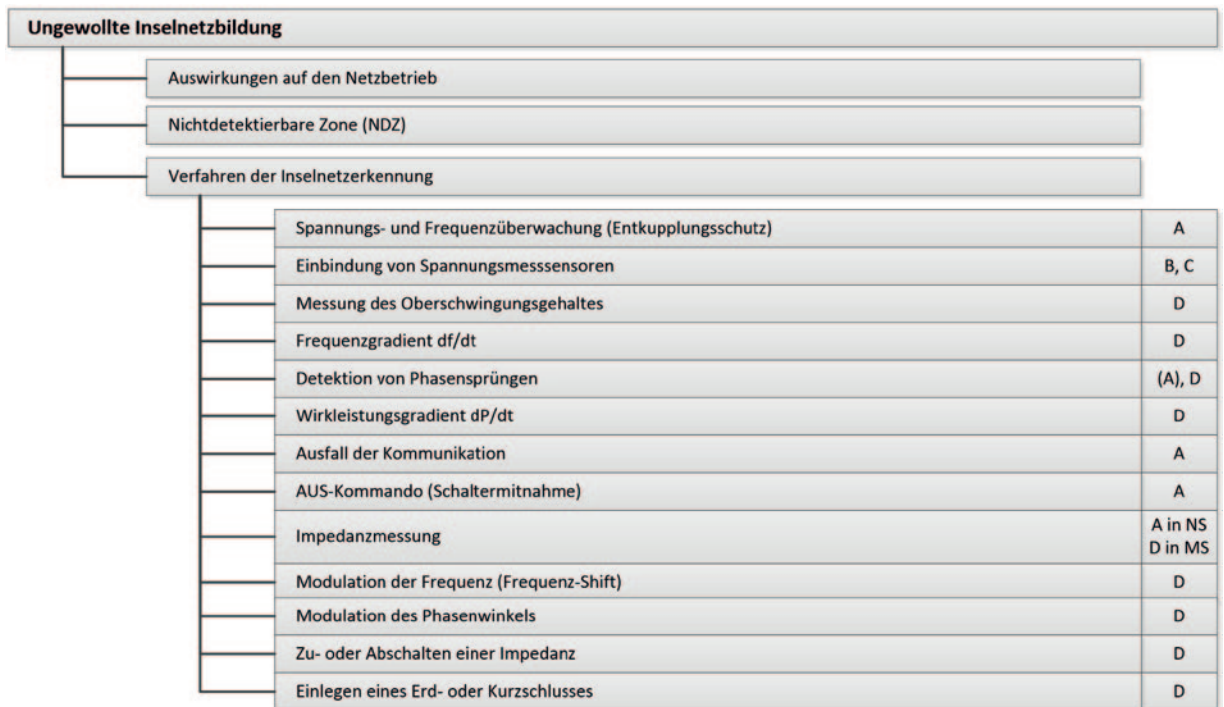 Ungewollte Inselnetzbildung
Auswirkungen auf den Netzbetrieb
Nichtdetektierbare Zone (NDZ)
Verfahren der Inselnetzerkennung
Spannungs- und Frequenzüberwachung (Entkupplungsschutz) A
Einbindung von Spannungsmesssensoren B, C
Messung des Oberschwingungsgehaltes D
Frequenzgradient df/dt D
Detektion von Phasensprüngen (A), D
Wirkleistungsgradient dP/dt D
Ausfall der Kommunikation A
AUS-Kommando (Schaltermitnahme) A
Impedanzmessung A in NS
D in MS
Modulation der Frequenz (Frequenz-Shift) D
Modulation des Phasenwinkels D
Zu- oder Abschalten einer Impedanz D
Einlegen eines Erd- oder Kurzschlusses D